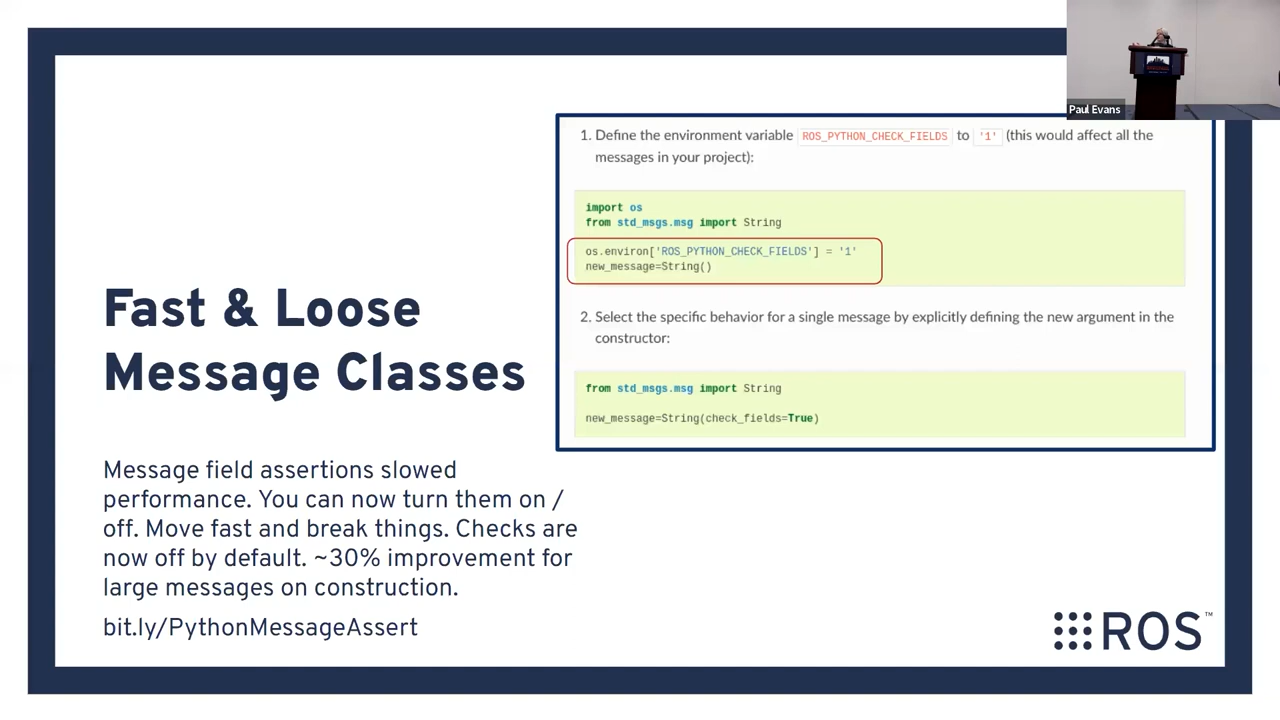 Paul Evans
1. Define the environment variable ROS_PYTHON_CHECK_FIELDS to '1' (this would affect all the
messages in your project):
import os
from std_msgs.msg import String
os.environ['ROS_PYTHON_CHECK_FIELDS'] = '1'
new_message=String()
2. Select the specific behavior for a single message by explicitly defining the new argument in the
constructor:
from std_msgs.msg import String
new_message=String(check_fields=True)
Fast & Loose
Message Classes
Message field assertions slowed
performance. You can now turn them on /
off. Move fast and break things. Checks are
now off by default. ~30% improvement for
large messages on construction.
bit.ly/PythonMessageAssert
ROS™